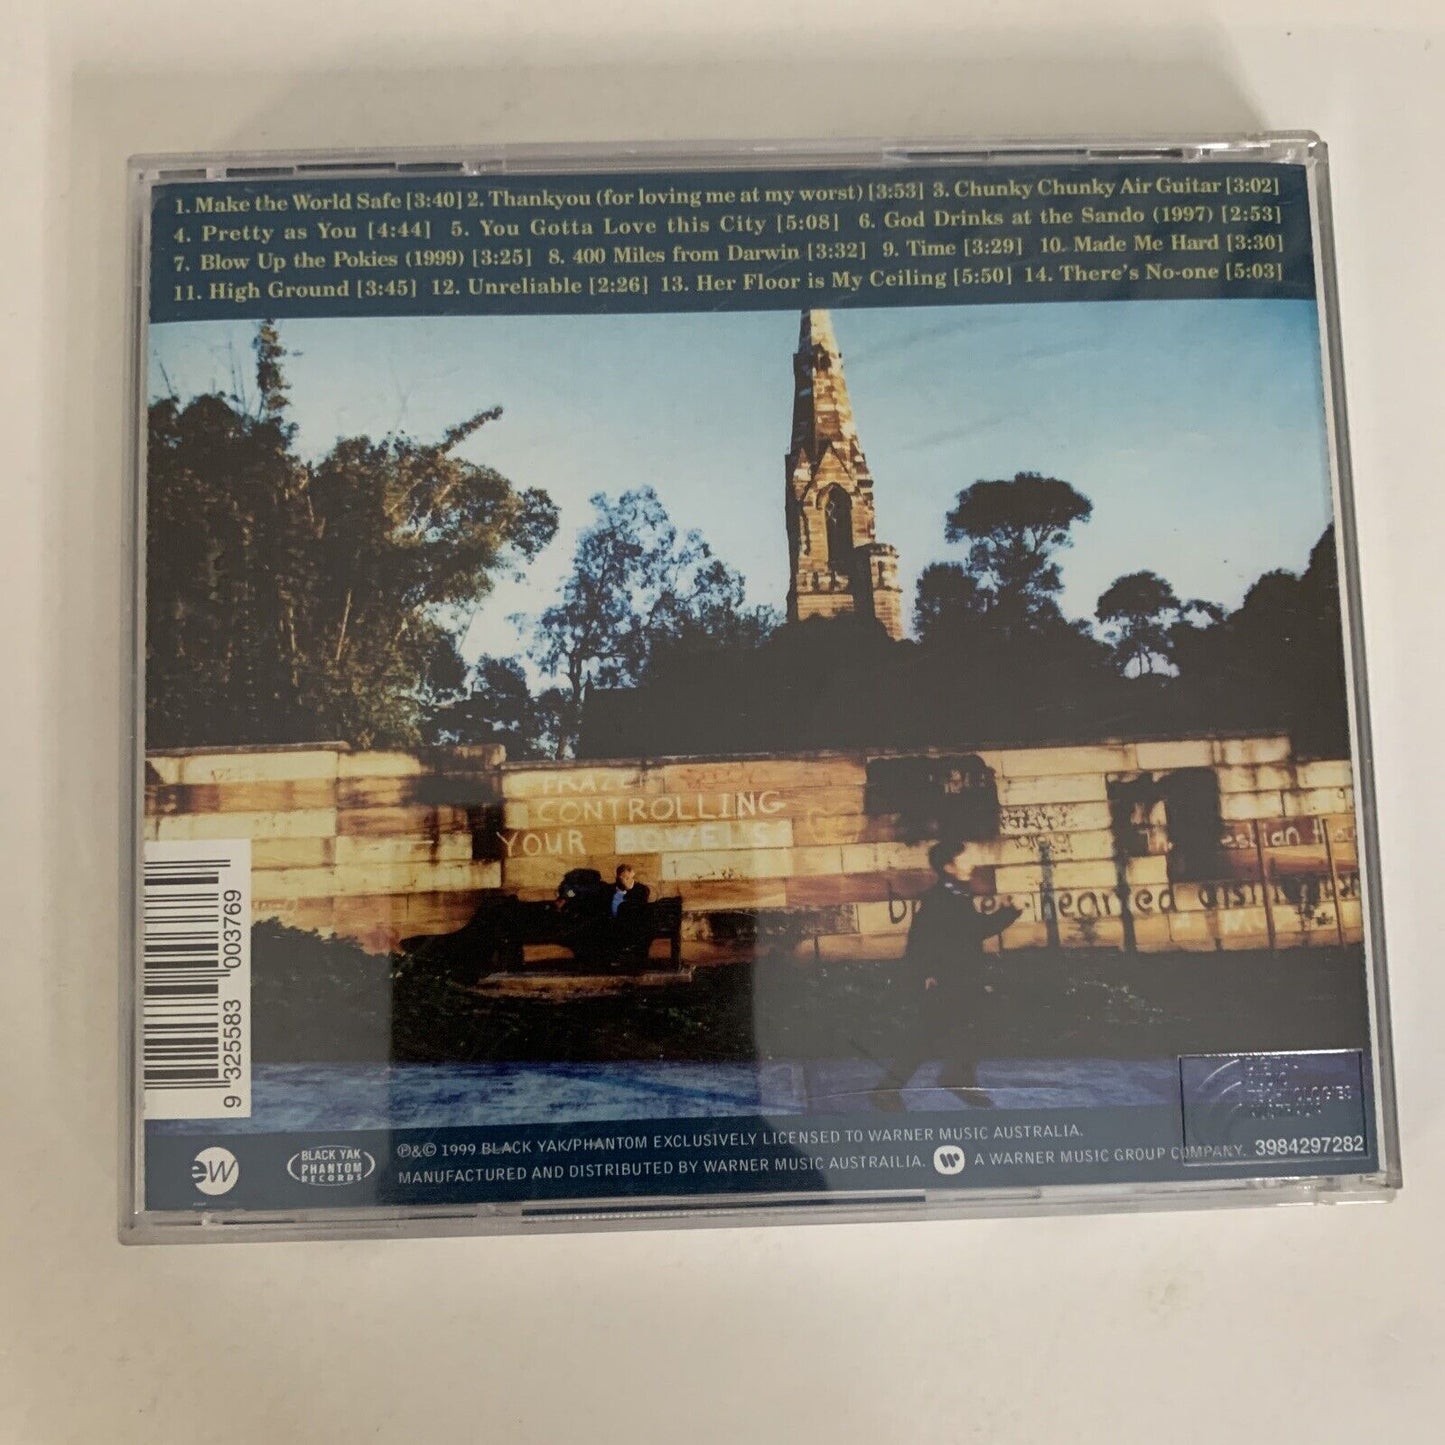 1. Make the World Safe [3:40] 2. Thankyou (for loving me at my worst) [3:53] 3. Chunky Chunky Air Guitar [3:02]
4. Pretty as You [4:44] 5. You Gotta Love this City [5:08] 6. God Drinks at the Sando (1997) [2:53]
7. Blow Up the Pokies (1999) [3:25] 8. 400 Miles from Darwin [3:32] 9. Time [3:29] 10. Made Me Hard [3:30]
11. High Ground [3:45] 12. Unreliable [2:26] 13. Her Floor is My Ceiling [5:50] 14. There's No-one [5:03]
CONTROLLING
YOUR BOWELS?
hearted
9 325583 003769
ew
BLACK YAK
PHANTOM
RECORDS
℗&© 1999 BLACK YAK/PHANTOM EXCLUSIVELY LICENSED TO WARNER MUSIC AUSTRALIA.
MANUFACTURED AND DISTRIBUTED BY WARNER MUSIC AUSTRAILIA. A WARNER MUSIC GROUP COMPANY. 3984297282